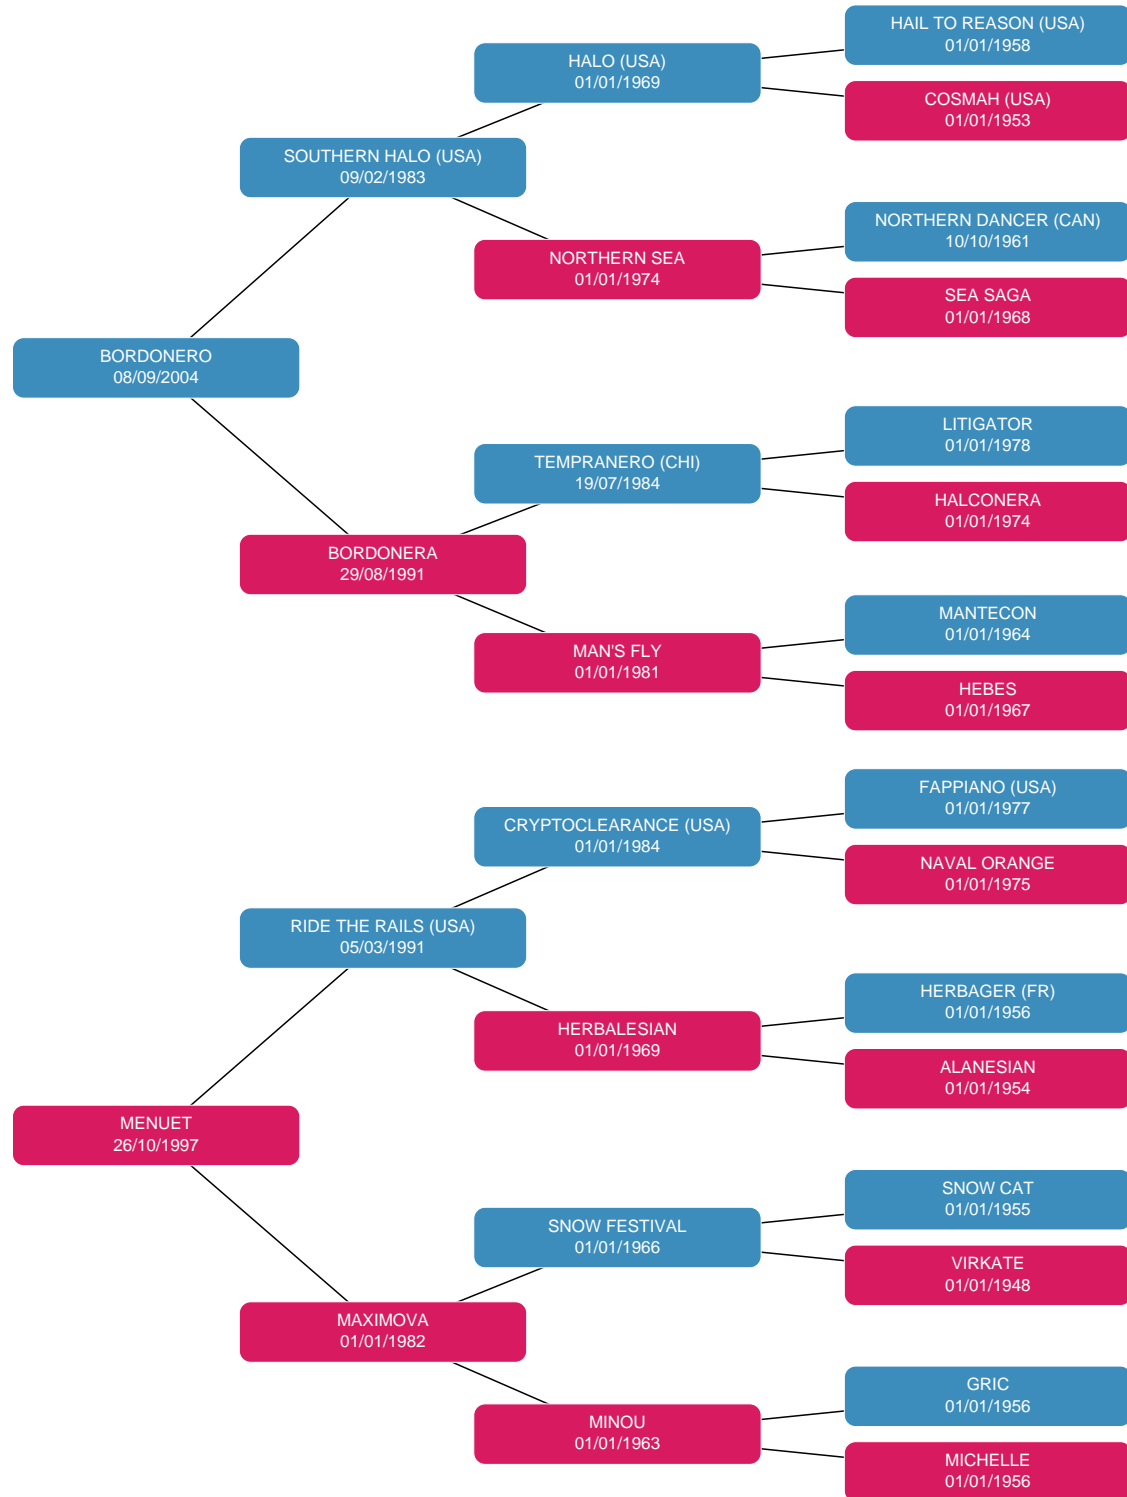 HAIL TO REASON (USA)
01/01/1958
HALO (USA)
01/01/1969
COSMAH (USA)
01/01/1953
SOUTHERN HALO (USA)
09/02/1983
NORTHERN DANCER (CAN)
10/10/1961
NORTHERN SEA
01/01/1974
SEA SAGA
01/01/1968
BORDONERO
08/09/2004
LITIGATOR
01/01/1978
TEMPRANERO (CHI)
19/07/1984
HALCONERA
01/01/1974
BORDONERA
29/08/1991
MANTECON
01/01/1964
MAN'S FLY
01/01/1981
HEBES
01/01/1967
FAPPIANO (USA)
01/01/1977
CRYPTOCLEARANCE (USA)
01/01/1984
NAVAL ORANGE
01/01/1975
RIDE THE RAILS (USA)
05/03/1991
HERBAGER (FR)
01/01/1956
HERBALESIAN
01/01/1969
ALANESIAN
01/01/1954
MENUET
26/10/1997
SNOW CAT
01/01/1955
SNOW FESTIVAL
01/01/1966
VIRKATE
01/01/1948
MAXIMOVA
01/01/1982
GRIC
01/01/1956
MINOU
01/01/1963
MICHELLE
01/01/1956